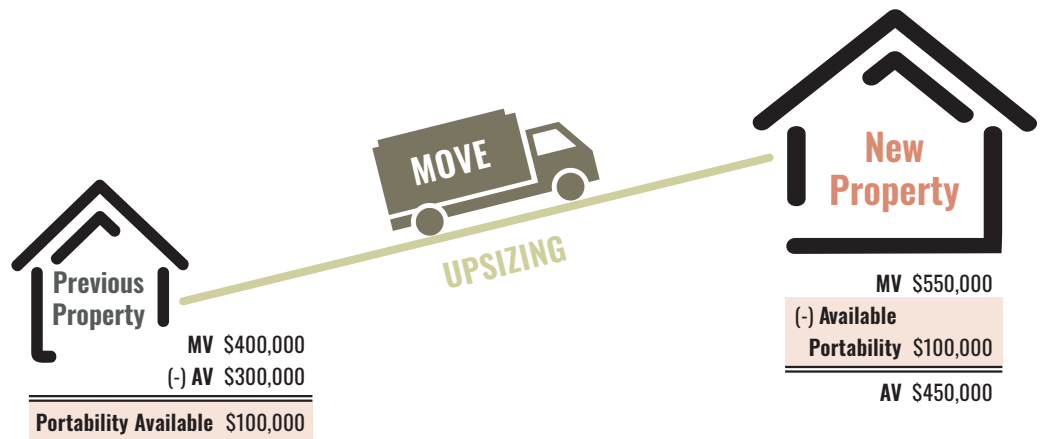 MOVE
UPSIZING
Previous
Property
MV $400,000
(-) AV $300,000
Portability Available $100,000
New
Property
MV $550,000
(-) Available
Portability $100,000
AV $450,000